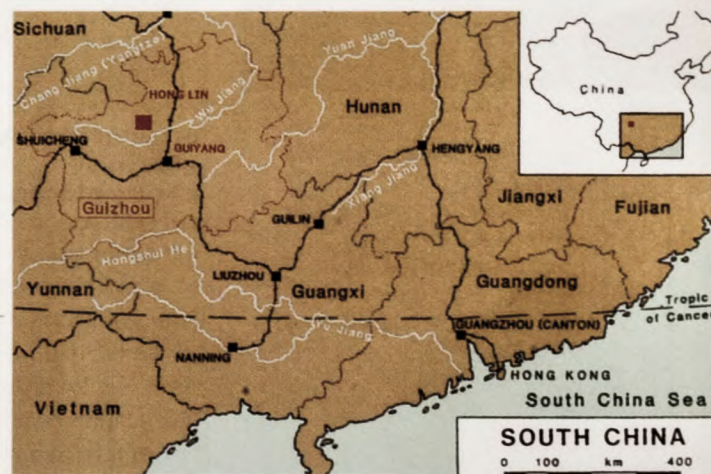 Sichuan
Chang Jiang (Yangtze)
HONG LIN
Wu Jiang
Yuan Jiang
Hunan
China
SHUICHENG
GUIYANG
HENGYANG
Guizhou
GUILIN
Xiang Jiang
Jiangxi
Fujian
Hongshui He
LIUZHOU
Yunnan
Guangxi
Guangdong
Tropic
of Cancer
Yu Jiang
GUANGZHOU (CANTON)
NANNING
HONG KONG
South China Sea
Vietnam
SOUTH CHINA
0 100 km 400